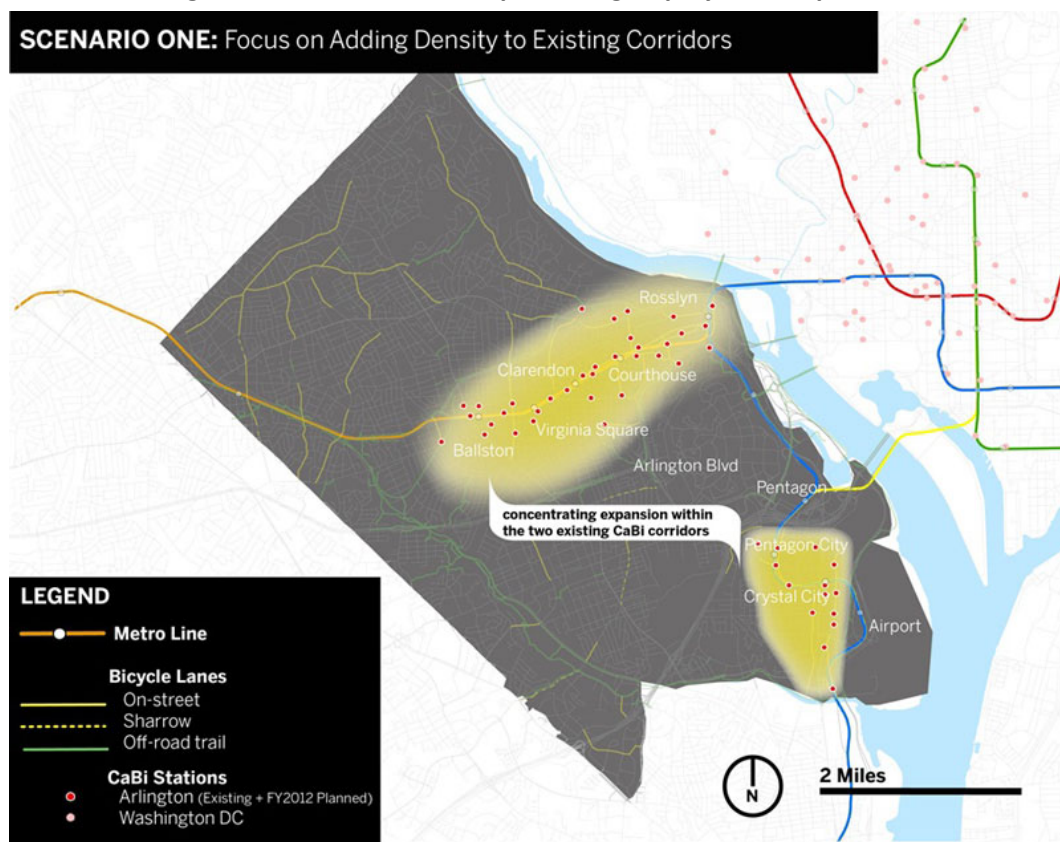 SCENARIO ONE: Focus on Adding Density to Existing Corridors
Rosslyn
Clarendon
Courthouse
Virginia Square
Ballston
Arlington Blvd
Pentagon
concentrating expansion within
the two existing CaBi corridors
Pentagon City
Crystal City
Airport
LEGEND
Metro Line
Bicycle Lanes
On-street
Sharrow
Off-road trail
CaBi Stations
Arlington (Existing + FY2012 Planned)
Washington DC
N
2 Miles